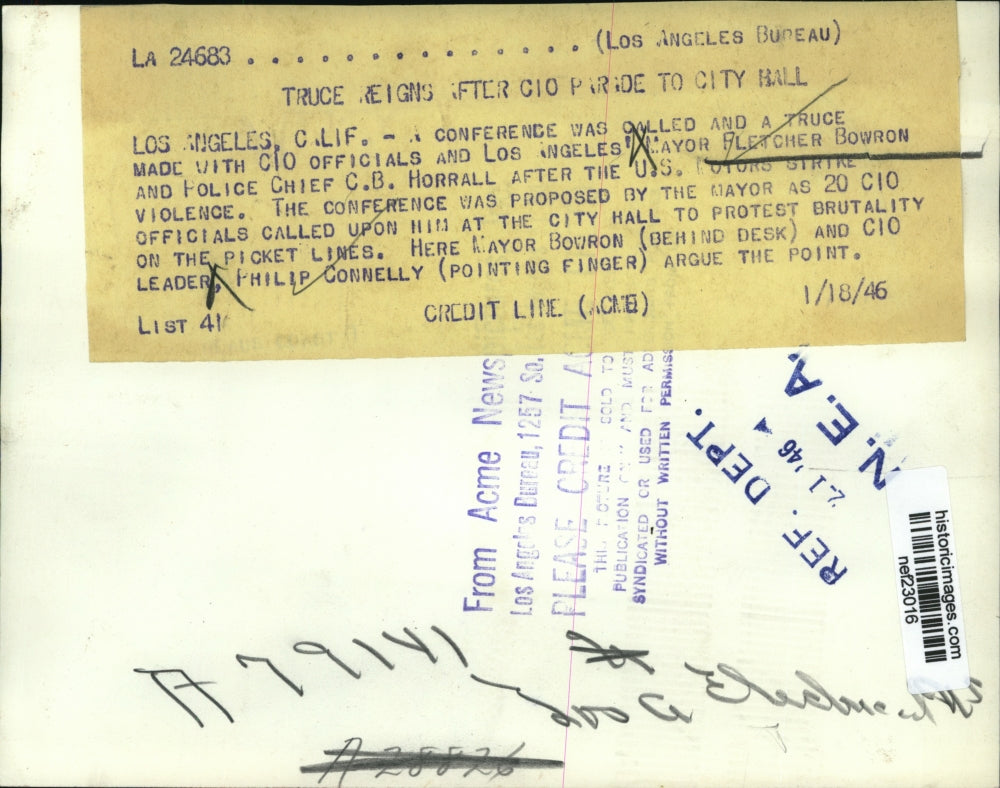 LA 24683 . . . . . . . . . . . . . . . . (LOS ANGELES BUREAU)
TRUCE REIGNS AFTER CIO PARADE TO CITY HALL
LOS ANGELES, CALIF. – A CONFERENCE WAS CALLED AND A TRUCE
MADE WITH CIO OFFICIALS AND LOS ANGELES' MAYOR FLETCHER BOWRON
AND POLICE CHIEF C.B. HORRALL AFTER THE U.S. MOTORS STRIKE
VIOLENCE. THE CONFERENCE WAS PROPOSED BY THE MAYOR AS 20 CIO
OFFICIALS CALLED UPON HIM AT THE CITY HALL TO PROTEST BRUTALITY
ON THE PICKET LINES. HERE MAYOR BOWRON (BEHIND DESK) AND CIO
LEADER, PHILIP CONNELLY (POINTING FINGER) ARGUE THE POINT.
LIST 41
CREDIT LINE (ACME)
1/18/46
From Acme News
Los Angeles Bureau, 1257 So.
PLEASE CREDIT
THIS PICTURE SOLD TO
PUBLICATION ONLY AND MUST
SYNDICATED OR USED FOR AD
WITHOUT WRITTEN PERMISS
REF. DEPT.
'46
N. E. A.
historicimages.com
nef23016
A 79141
A 28826